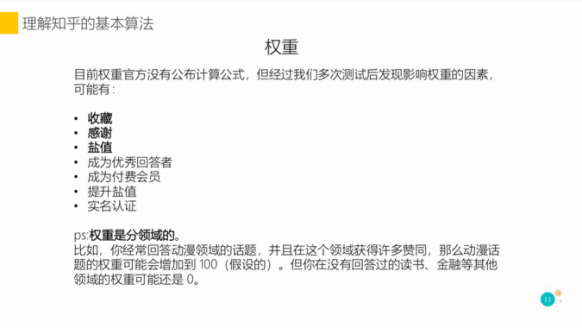 理解知乎的基本算法
权重
目前权重官方没有公布计算公式，但经过我们多次测试后发现影响权重的因素，
可能有：
• 收藏
• 感谢
• 盐值
• 成为优秀回答者
• 成为付费会员
• 提升盐值
• 实名认证
ps:权重是分领域的。
比如，你经常回答动漫领域的话题，并且在这个领域获得许多赞同，那么动漫话
题的权重可能会增加到 100（假设的）。但你在没有回答过的读书、金融等其他
领域的权重可能还是 0。
11